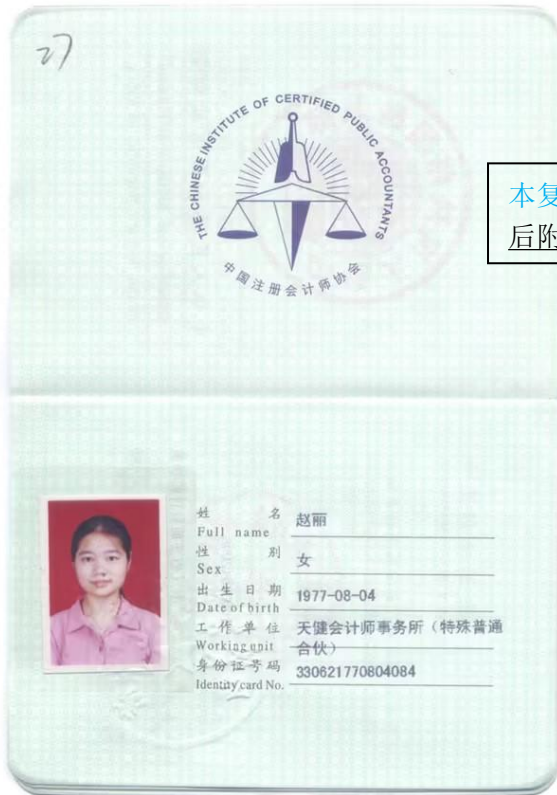 27
THE CHINESE INSTITUTE OF CERTIFIED PUBLIC ACCOUNTANTS
中国注册会计师协会
本复
后附
姓名 赵丽
Full name
性别 女
Sex
出生日期 1977-08-04
Date of birth
工作单位 天健会计师事务所（特殊普通
Working unit 合伙）
身份证号码 330621770804084
Identity card No.